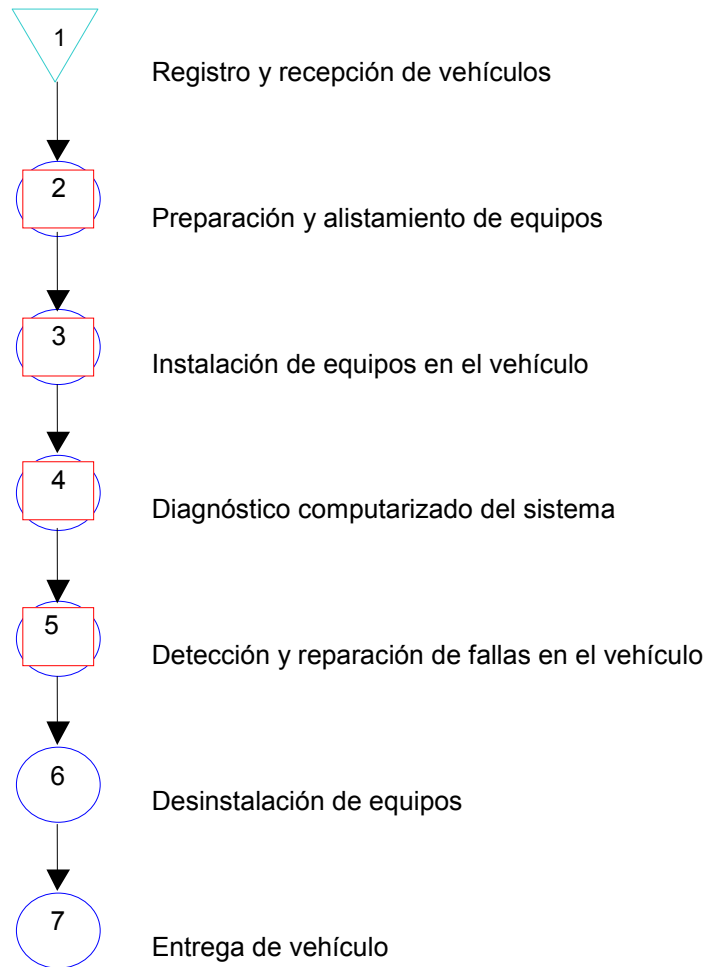 1
Registro y recepción de vehículos
2
Preparación y alistamiento de equipos
3
Instalación de equipos en el vehículo
4
Diagnóstico computarizado del sistema
5
Detección y reparación de fallas en el vehículo
6
Desinstalación de equipos
7
Entrega de vehículo